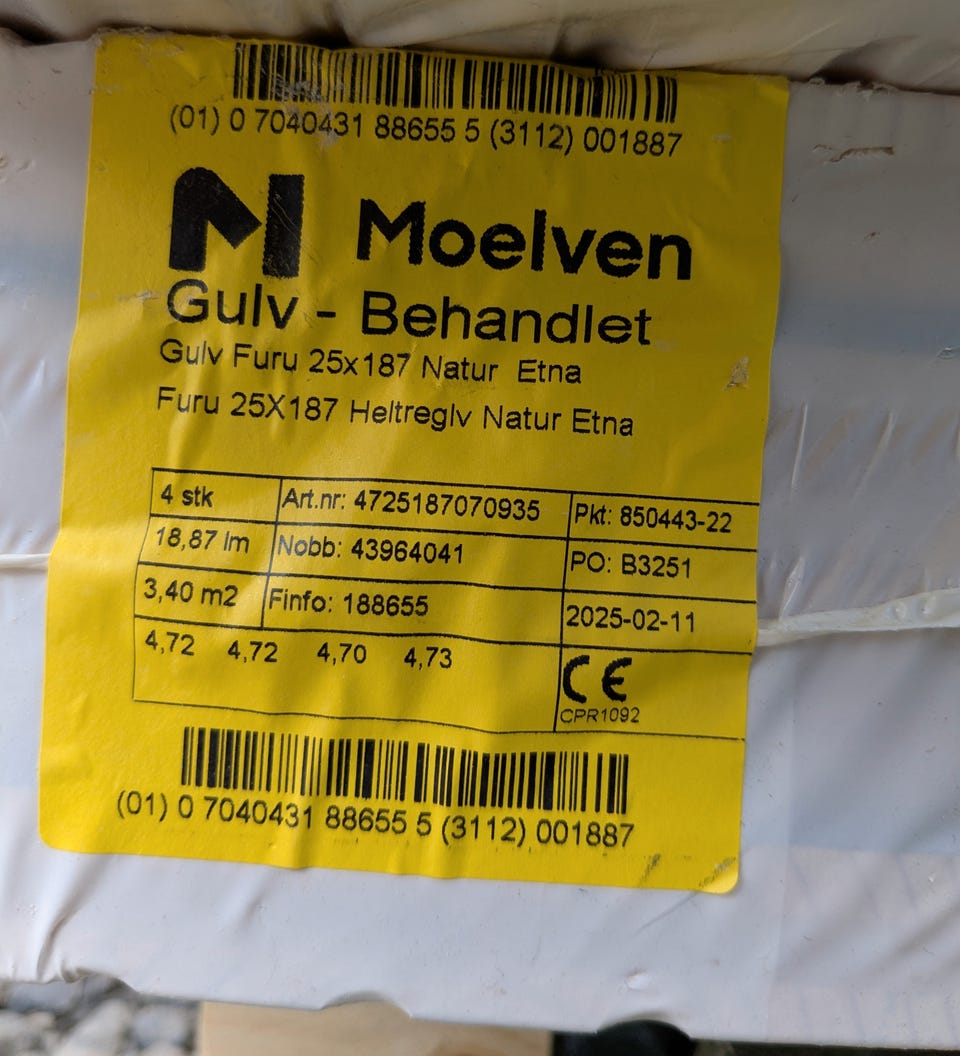 (01) 0 7040431 88655 5 (3112) 001887
Moelven
Gulv - Behandlet
Gulv Furu 25x187 Natur Etna
Furu 25X187 Heltreglv Natur Etna
4 stk Art.nr: 4725187070935 Pkt: 850443-22
18,87 lm Nobb: 43964041 PO: B3251
3,40 m2 Finfo: 188655 2025-02-11
4,72 4,72 4,70 4,73 CE
CPR1092
(01) 0 7040431 88655 5 (3112) 001887